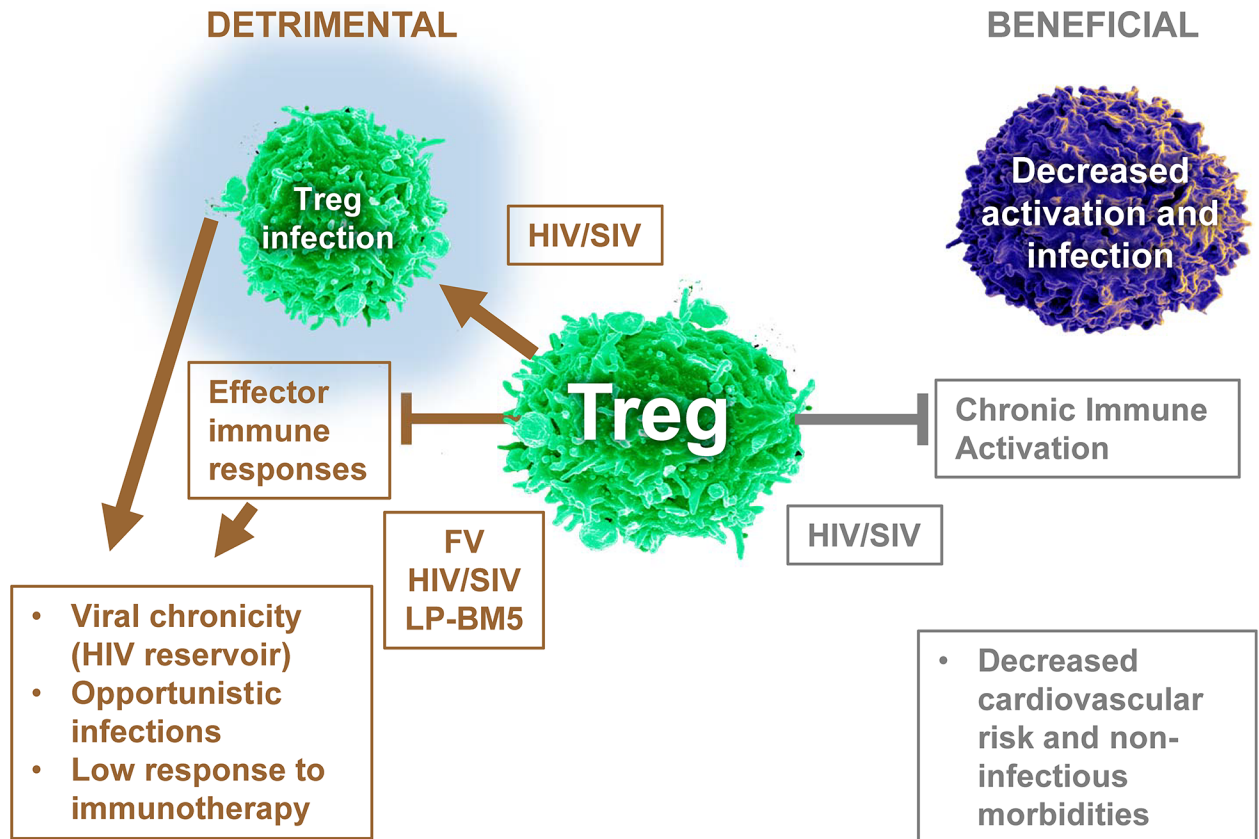 DETRIMENTAL
BENEFICIAL
Treg
infection
HIV/SIV
Decreased
activation and
infection
Effector
immune
responses
Treg
Chronic Immune
Activation
FV
HIV/SIV
LP-BM5
HIV/SIV
• Viral chronicity
(HIV reservoir)
• Opportunistic
infections
• Low response to
immunotherapy
• Decreased
cardiovascular
risk and non-
infectious
morbidities